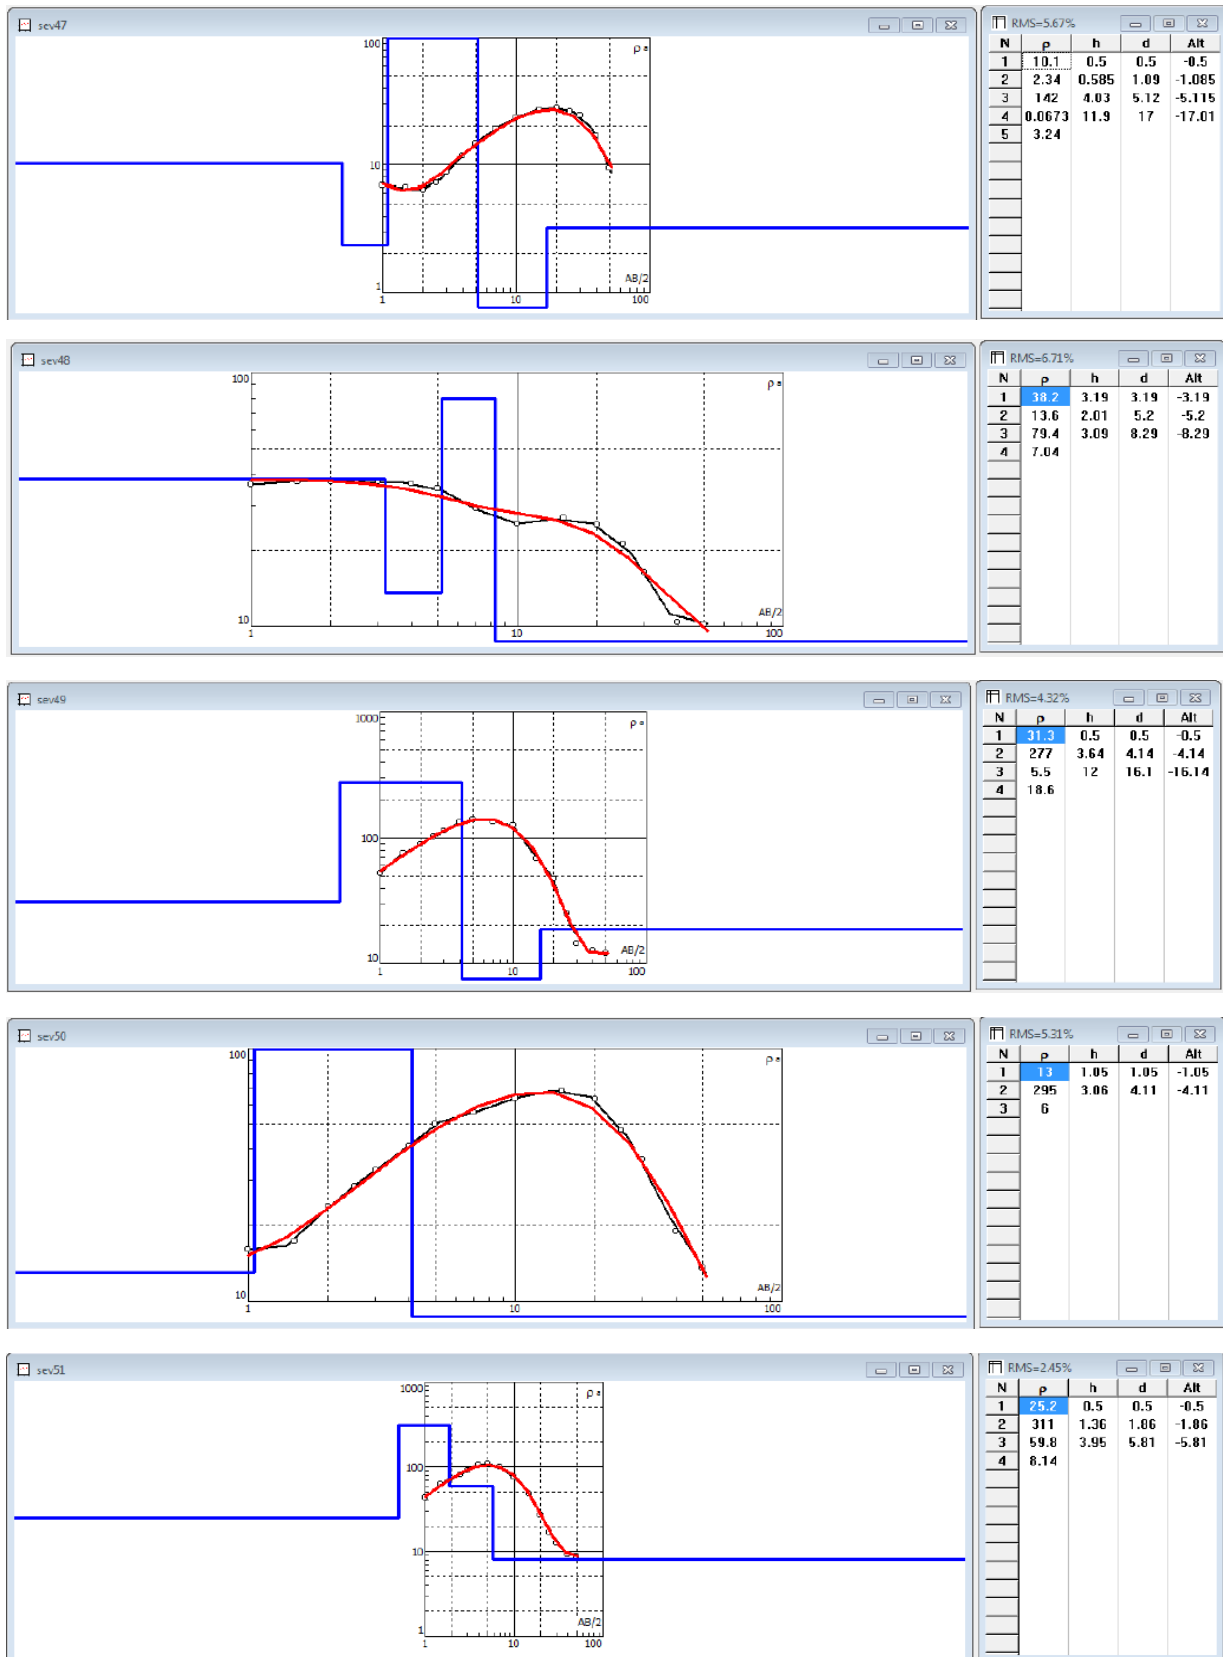 sev47
100
ρ a
10
AB/2
1
1 10 100
RMS=5.67%
N ρ h d Alt
1 10.1 0.5 0.5 -0.5
2 2.34 0.585 1.09 -1.085
3 142 4.03 5.12 -5.115
4 0.0673 11.9 17 -17.01
5 3.24
sev48
100
ρ a
AB/2
10
1 10 100
RMS=6.71%
N ρ h d Alt
1 38.2 3.19 3.19 -3.19
2 13.6 2.01 5.2 -5.2
3 79.4 3.09 8.29 -8.29
4 7.04
sev49
1000
ρ a
100
AB/2
10
1 10 100
RMS=4.32%
N ρ h d Alt
1 31.3 0.5 0.5 -0.5
2 277 3.64 4.14 -4.14
3 5.5 12 16.1 -16.14
4 18.6
sev50
100
ρ a
AB/2
10
1 10 100
RMS=5.31%
N ρ h d Alt
1 13 1.05 1.05 -1.05
2 295 3.06 4.11 -4.11
3 6
sev51
1000
ρ a
100
10
AB/2
1
1 10 100
RMS=2.45%
N ρ h d Alt
1 25.2 0.5 0.5 -0.5
2 311 1.36 1.86 -1.86
3 59.8 3.95 5.81 -5.81
4 8.14